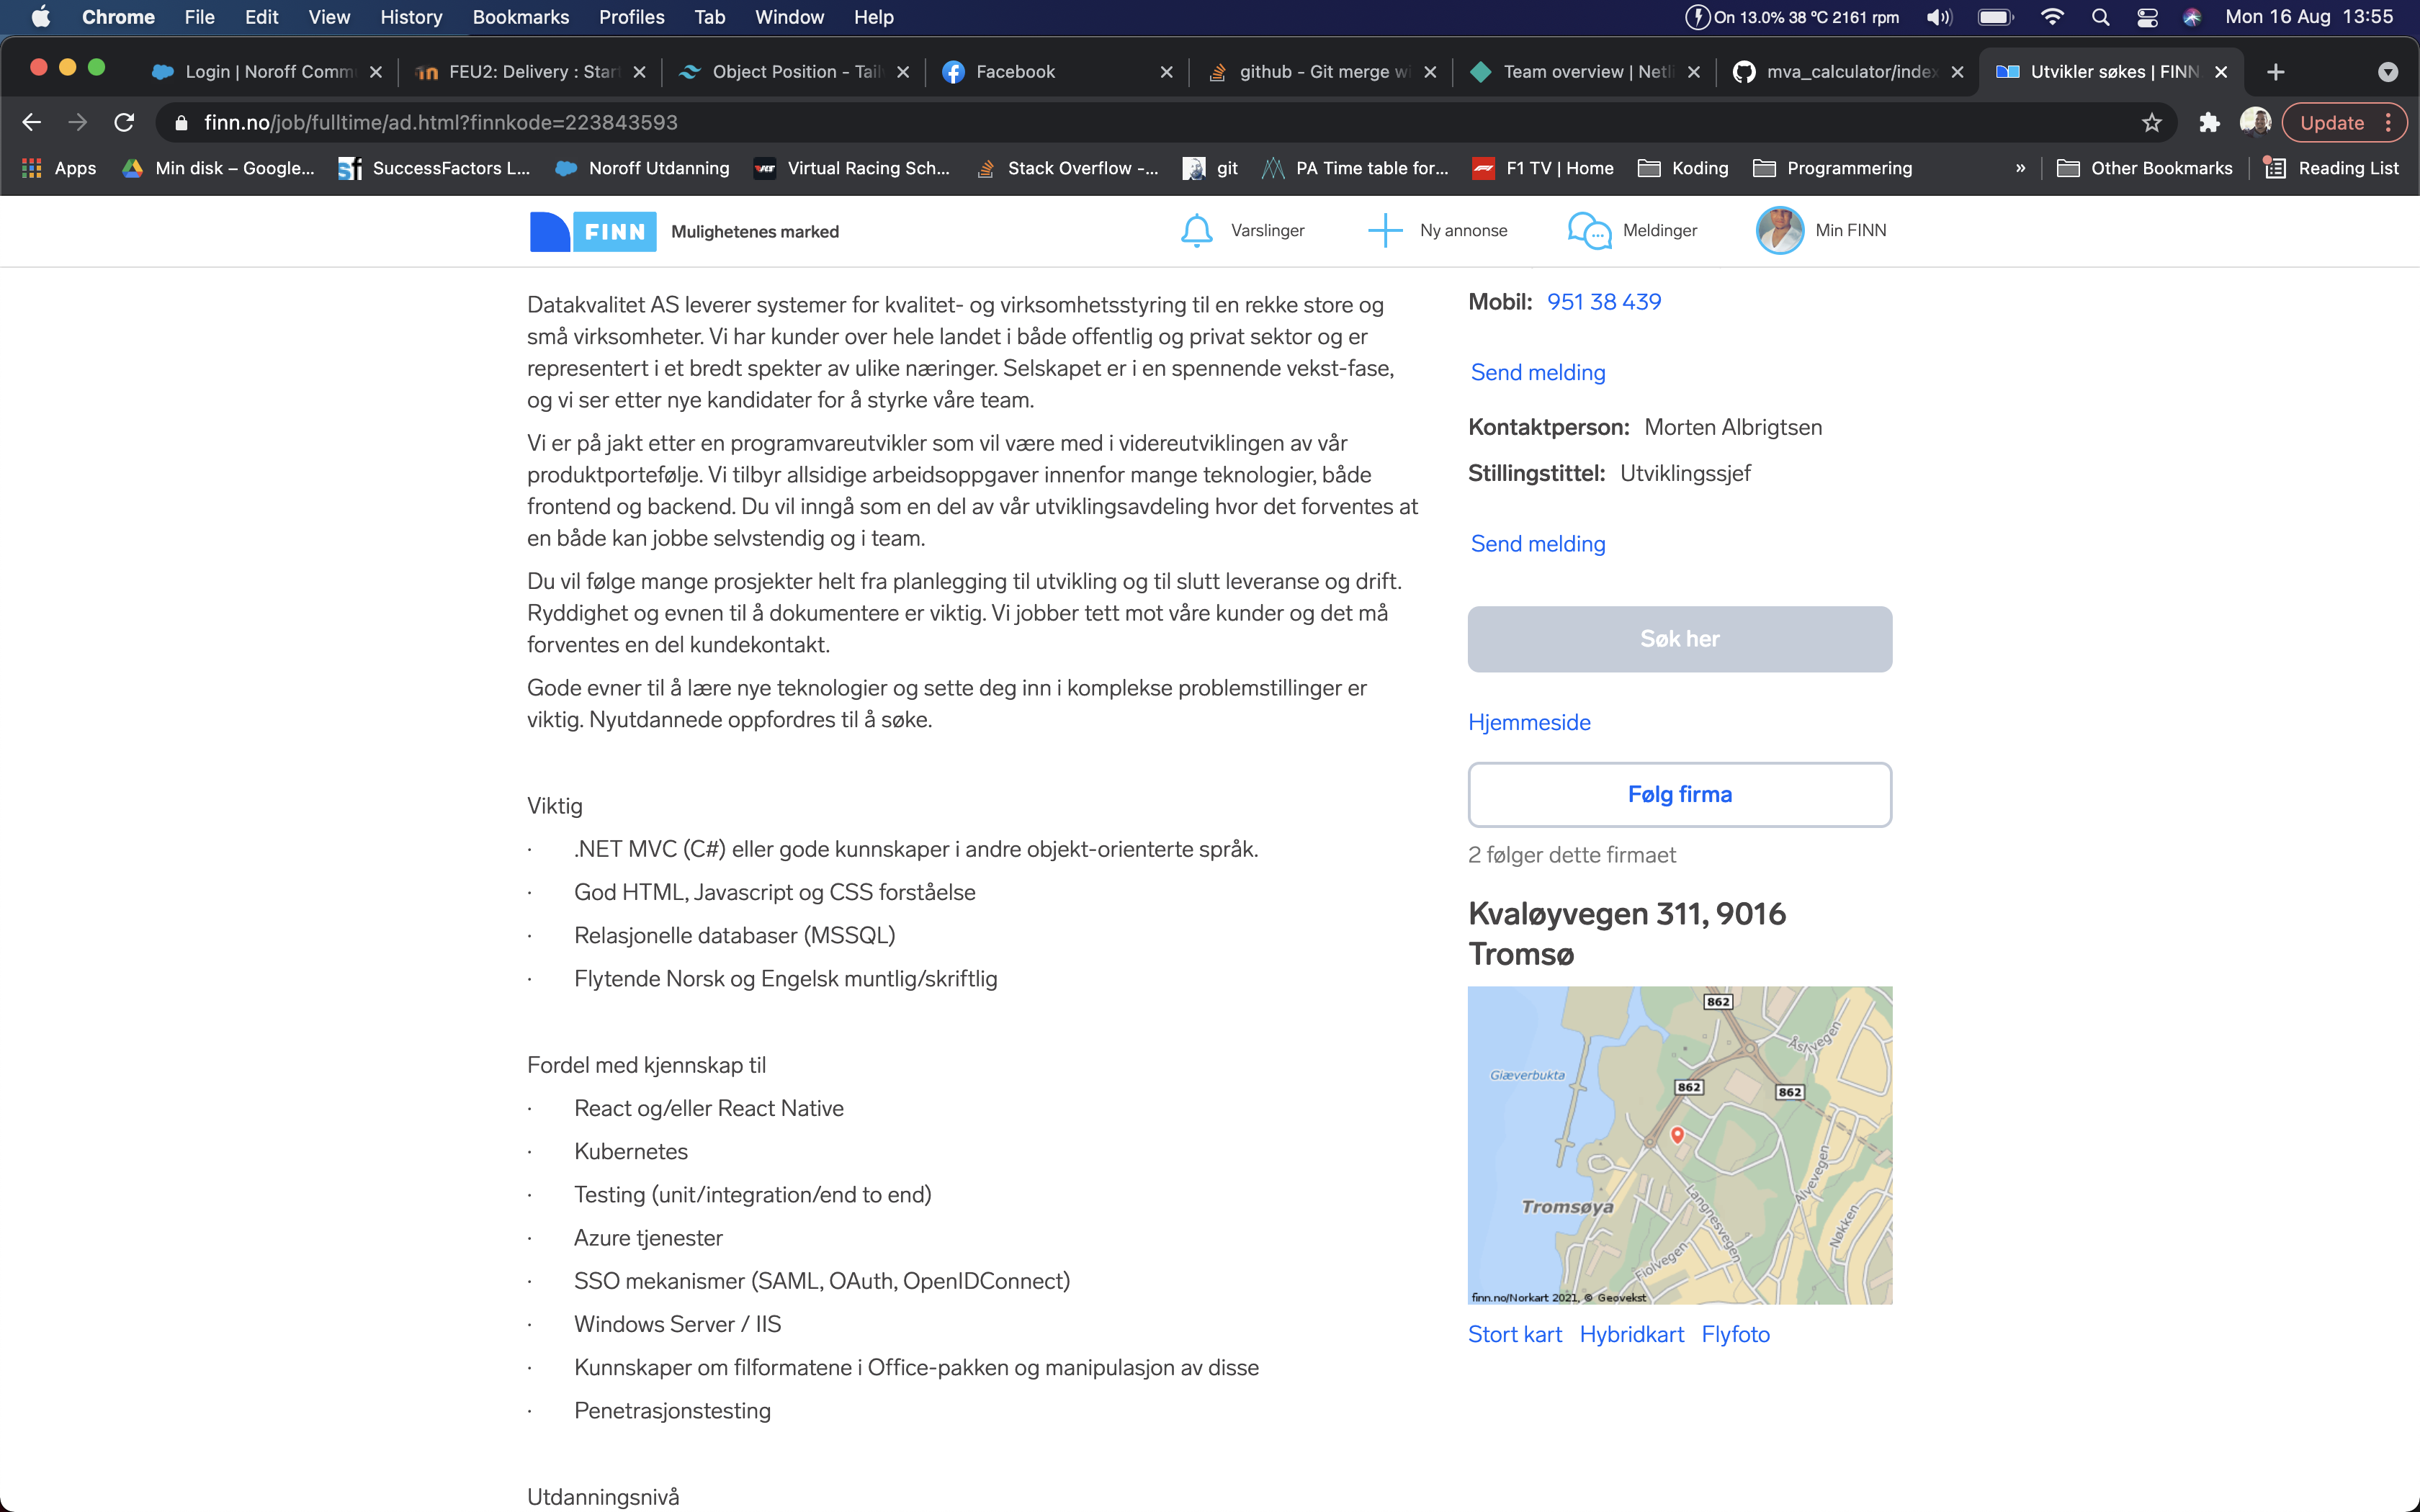 Chrome File Edit View History Bookmarks Profiles Tab Window Help
On 13.0% 38 °C 2161 rpm
Mon 16 Aug 13:55
Login | Noroff Comm
FEU2: Delivery : Star
Object Position - Tail
Facebook
github - Git merge wi
Team overview | Netli
mva_calculator/index
Utvikler søkes | FINN
finn.no/job/fulltime/ad.html?finnkode=223843593
Update
Apps
Min disk – Google...
SuccessFactors L...
Noroff Utdanning
Virtual Racing Sch...
Stack Overflow -...
git
PA Time table for...
F1 TV | Home
Koding
Programmering
»
Other Bookmarks
Reading List
FINN
Mulighetenes marked
Varslinger
Ny annonse
Meldinger
Min FINN
Datakvalitet AS leverer systemer for kvalitet- og virksomhetsstyring til en rekke store og
små virksomheter. Vi har kunder over hele landet i både offentlig og privat sektor og er
representert i et bredt spekter av ulike næringer. Selskapet er i en spennende vekst-fase,
og vi ser etter nye kandidater for å styrke våre team.
Vi er på jakt etter en programvareutvikler som vil være med i videreutviklingen av vår
produktportefølje. Vi tilbyr allsidige arbeidsoppgaver innenfor mange teknologier, både
frontend og backend. Du vil inngå som en del av vår utviklingsavdeling hvor det forventes at
en både kan jobbe selvstendig og i team.
Du vil følge mange prosjekter helt fra planlegging til utvikling og til slutt leveranse og drift.
Ryddighet og evnen til å dokumentere er viktig. Vi jobber tett mot våre kunder og det må
forventes en del kundekontakt.
Gode evner til å lære nye teknologier og sette deg inn i komplekse problemstillinger er
viktig. Nyutdannede oppfordres til å søke.
Viktig
· .NET MVC (C#) eller gode kunnskaper i andre objekt-orienterte språk.
· God HTML, Javascript og CSS forståelse
· Relasjonelle databaser (MSSQL)
· Flytende Norsk og Engelsk muntlig/skriftlig
Fordel med kjennskap til
· React og/eller React Native
· Kubernetes
· Testing (unit/integration/end to end)
· Azure tjenester
· SSO mekanismer (SAML, OAuth, OpenIDConnect)
· Windows Server / IIS
· Kunnskaper om filformatene i Office-pakken og manipulasjon av disse
· Penetrasjonstesting
Utdanningsnivå
Mobil: 951 38 439
Send melding
Kontaktperson: Morten Albrigtsen
Stillingstittel: Utviklingssjef
Send melding
Søk her
Hjemmeside
Følg firma
2 følger dette firmaet
Kvaløyvegen 311, 9016
Tromsø
862
Giæverbukta
862
862
Tromsøya
Langnesvegen
Alvevegen
Nøkken
Fiolvegen
finn.no/Norkart 2021, © Geovekst
Stort kart Hybridkart Flyfoto